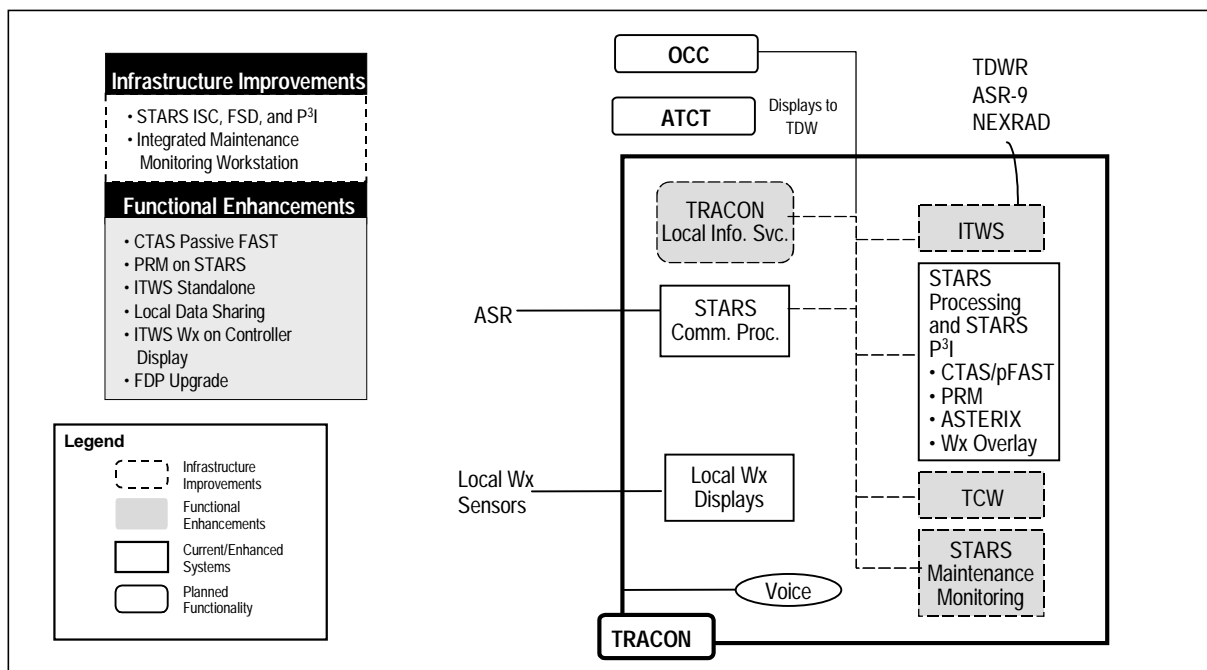 Infrastructure Improvements
• STARS ISC, FSD, and P³I
• Integrated Maintenance
Monitoring Workstation
Functional Enhancements
• CTAS Passive FAST
• PRM on STARS
• ITWS Standalone
• Local Data Sharing
• ITWS Wx on Controller
Display
• FDP Upgrade
Legend
Infrastructure
Improvements
Functional
Enhancements
Current/Enhanced
Systems
Planned
Functionality
OCC
ATCT
Displays to
TDW
TDWR
ASR-9
NEXRAD
TRACON
Local Info. Svc.
ITWS
ASR
STARS
Comm. Proc.
STARS
Processing
and STARS
P³I
• CTAS/pFAST
• PRM
• ASTERIX
• Wx Overlay
Local Wx
Sensors
Local Wx
Displays
TCW
STARS
Maintenance
Monitoring
Voice
TRACON